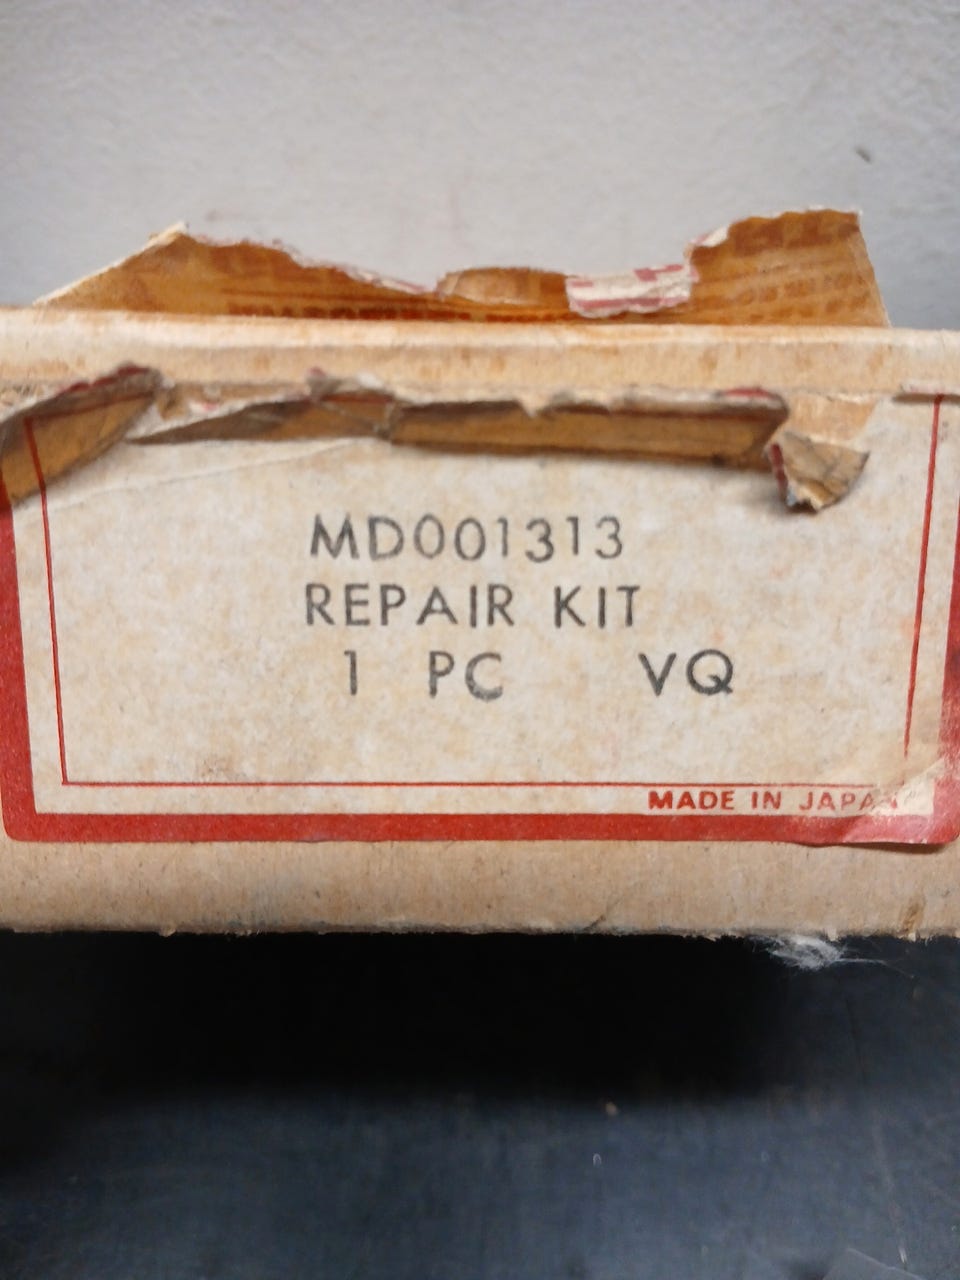 MD001313
REPAIR KIT
1 PC VQ
MADE IN JAPAN